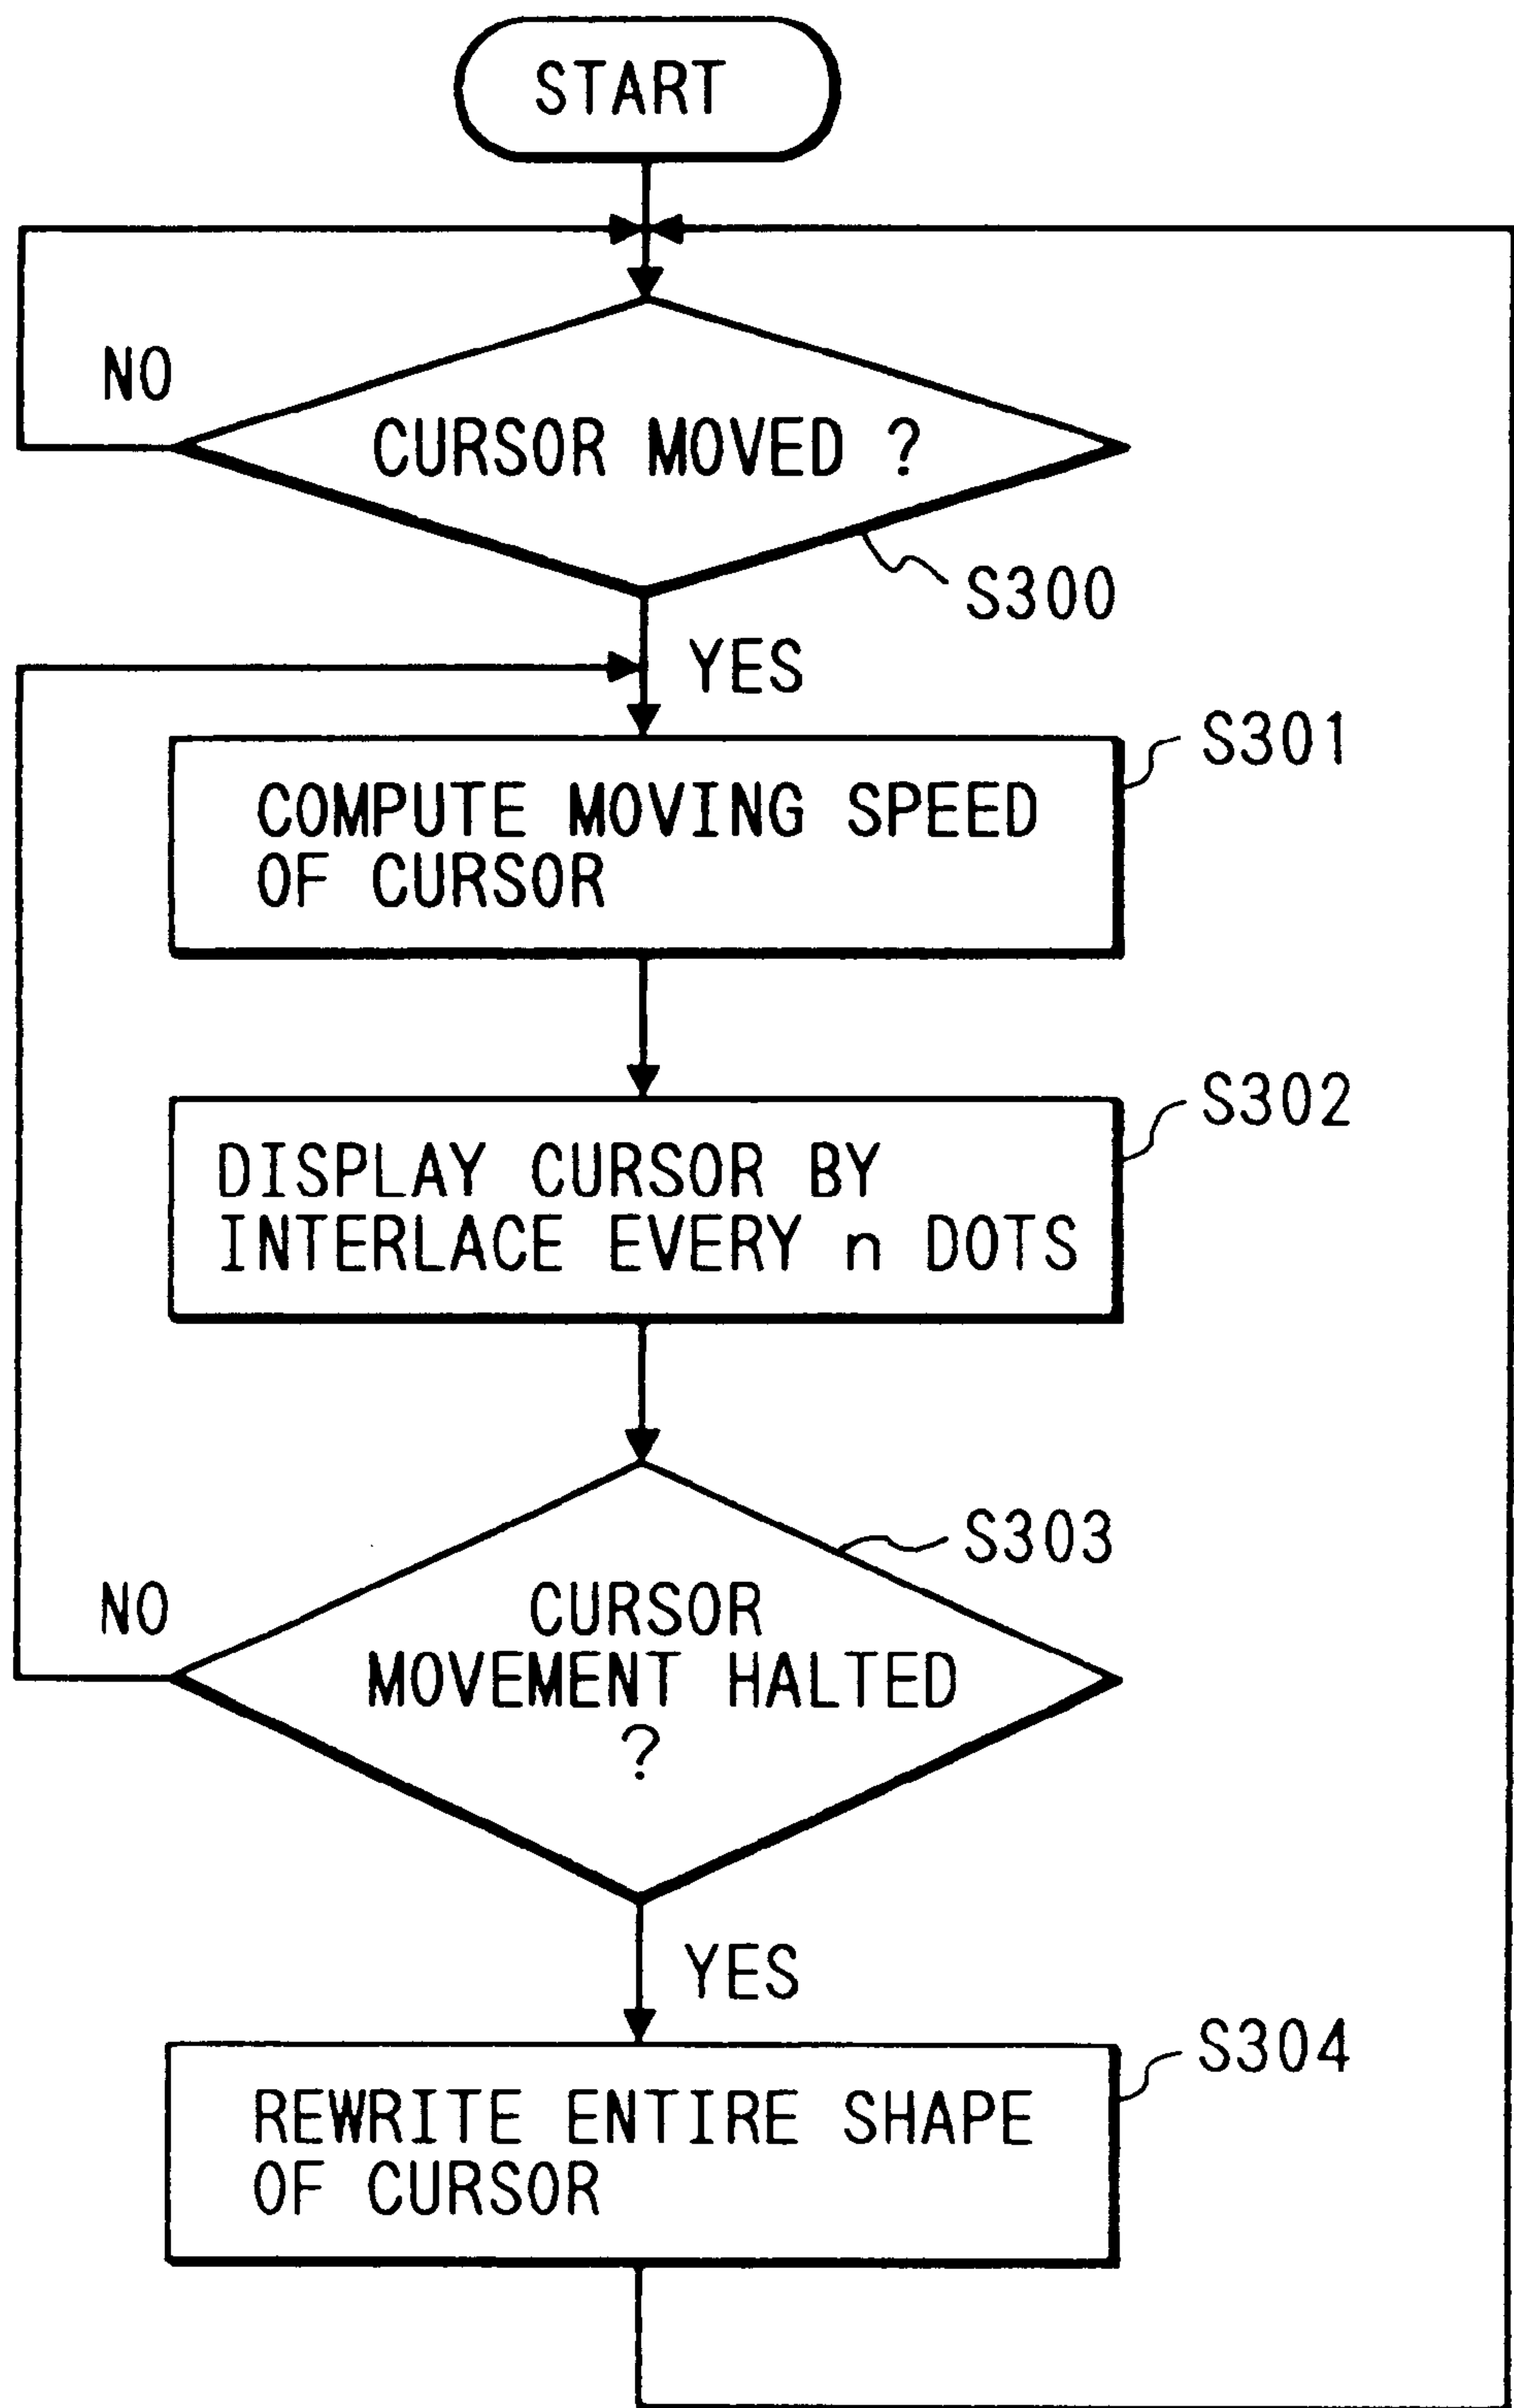 START
NO
CURSOR MOVED ?
S300
YES
S301
COMPUTE MOVING SPEED
OF CURSOR
S302
DISPLAY CURSOR BY
INTERLACE EVERY n DOTS
S303
NO
CURSOR
MOVEMENT HALTED
?
YES
S304
REWRITE ENTIRE SHAPE
OF CURSOR